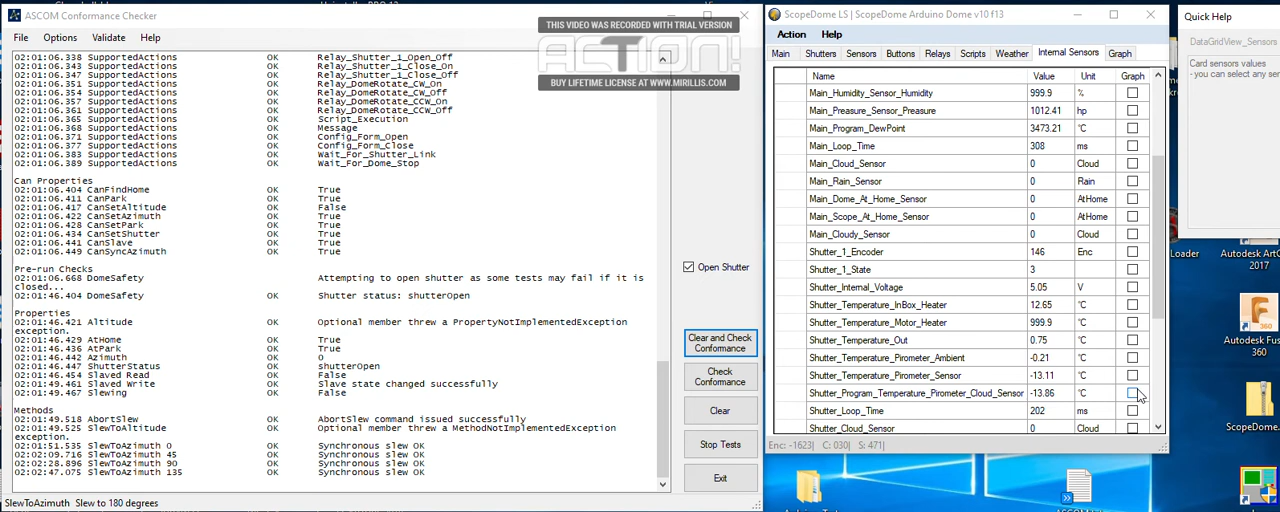 ASCOM Conformance Checker
File Options Validate Help
THIS VIDEO WAS RECORDED WITH TRIAL VERSION
ACTION!
BUY LIFETIME LICENSE AT WWW.MIRILLIS.COM
02:01:06.338 SupportedActions OK Relay_Shutter_1_Open_Off
02:01:06.343 SupportedActions OK Relay_Shutter_1_Close_On
02:01:06.347 SupportedActions OK Relay_Shutter_1_Close_Off
02:01:06.351 SupportedActions OK Relay_DomeRotate_CW_On
02:01:06.354 SupportedActions OK Relay_DomeRotate_CW_Off
02:01:06.357 SupportedActions OK Relay_DomeRotate_CCW_On
02:01:06.361 SupportedActions OK Relay_DomeRotate_CCW_Off
02:01:06.365 SupportedActions OK Script_Execution
02:01:06.368 SupportedActions OK Message
02:01:06.371 SupportedActions OK Config_Form_Open
02:01:06.377 SupportedActions OK Config_Form_Close
02:01:06.383 SupportedActions OK Wait_For_Shutter_Link
02:01:06.389 SupportedActions OK Wait_For_Dome_Stop
Can Properties
02:01:06.404 CanFindHome OK True
02:01:06.411 CanPark OK True
02:01:06.417 CanSetAltitude OK False
02:01:06.422 CanSetAzimuth OK True
02:01:06.428 CanSetPark OK True
02:01:06.434 CanSetShutter OK True
02:01:06.441 CanSlave OK True
02:01:06.449 CanSyncAzimuth OK True
Pre-run Checks
02:01:06.668 DomeSafety Attempting to open shutter as some tests may fail if it is
closed...
02:01:46.404 DomeSafety OK Shutter status: shutterOpen
Properties
02:01:46.421 Altitude OK Optional member threw a PropertyNotImplementedException
exception.
02:01:46.429 AtHome OK True
02:01:46.436 AtPark OK True
02:01:46.442 Azimuth OK 0
02:01:46.447 ShutterStatus OK shutterOpen
02:01:46.454 Slaved Read OK False
02:01:49.461 Slaved Write OK Slave state changed successfully
02:01:49.467 Slewing OK False
Methods
02:01:49.518 AbortSlew OK AbortSlew command issued successfully
02:01:49.525 SlewToAltitude OK Optional member threw a MethodNotImplementedException
exception.
02:01:51.535 SlewToAzimuth 0 OK Synchronous slew OK
02:02:09.716 SlewToAzimuth 45 OK Synchronous slew OK
02:02:28.896 SlewToAzimuth 90 OK Synchronous slew OK
02:02:47.075 SlewToAzimuth 135 OK Synchronous slew OK
Open Shutter
Clear and Check
Conformance
Check
Conformance
Clear
Stop Tests
Exit
SlewToAzimuth Slew to 180 degrees
ScopeDome LS | ScopeDome Arduino Dome v10 f13
Action Help
Main Shutters Sensors Buttons Relays Scripts Weather Internal Sensors Graph
Name Value Unit Graph
Main_Humidity_Sensor_Humidity 999.9 %
Main_Preasure_Sensor_Preasure 1012.41 hp
Main_Program_DewPoint 3473.21 °C
Main_Loop_Time 308 ms
Main_Cloud_Sensor 0 Cloud
Main_Rain_Sensor 0 Rain
Main_Dome_At_Home_Sensor 0 AtHome
Main_Scope_At_Home_Sensor 0 AtHome
Main_Cloudy_Sensor 0 Cloud
Shutter_1_Encoder 146 Enc
Shutter_1_State 3
Shutter_Internal_Voltage 5.05 V
Shutter_Temperature_InBox_Heater 12.65 °C
Shutter_Temperature_Motor_Heater 999.9 °C
Shutter_Temperature_Out 0.75 °C
Shutter_Temperature_Pirometer_Ambient -0.21 °C
Shutter_Temperature_Pirometer_Sensor -13.11 °C
Shutter_Program_Temperature_Pirometer_Cloud_Sensor -13.86 °C
Shutter_Loop_Time 202 ms
Shutter_Cloud_Sensor 0 Cloud
Enc: -1623| C: 030| S: 471|
Quick Help
DataGridView_Sensors
Card sensors values
- you can select any se
Loader
Autodesk ArtC
2017
Autodesk Fus
360
ScopeDome.